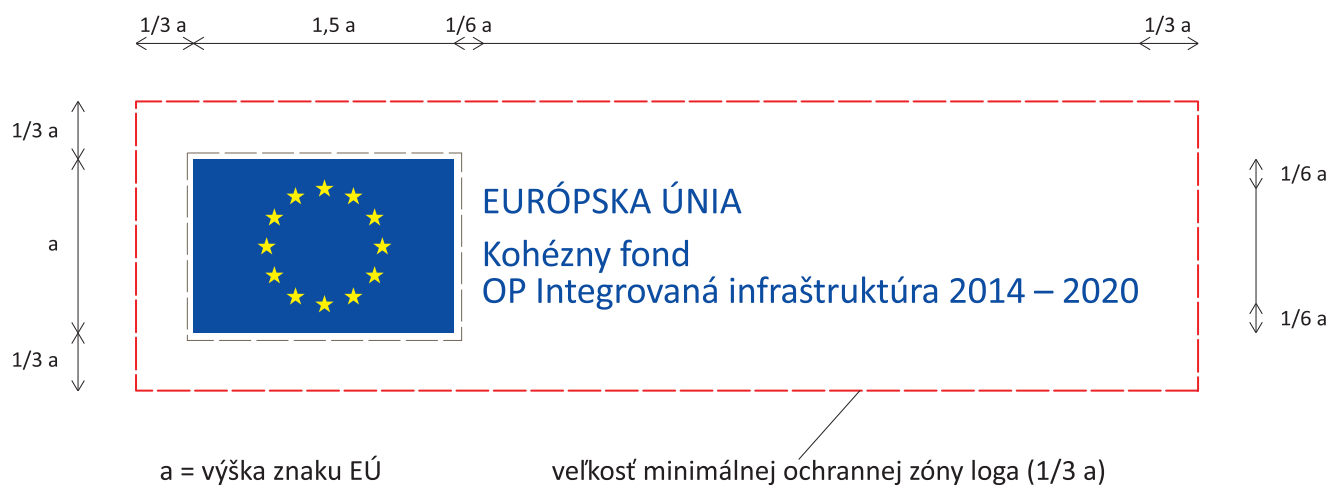 1/3 a 1,5 a 1/6 a 1/3 a
1/3 a
1/6 a
EURÓPSKA ÚNIA
a
Kohézny fond
OP Integrovaná infraštruktúra 2014 – 2020
1/6 a
1/3 a
a = výška znaku EÚ veľkosť minimálnej ochrannej zóny loga (1/3 a)